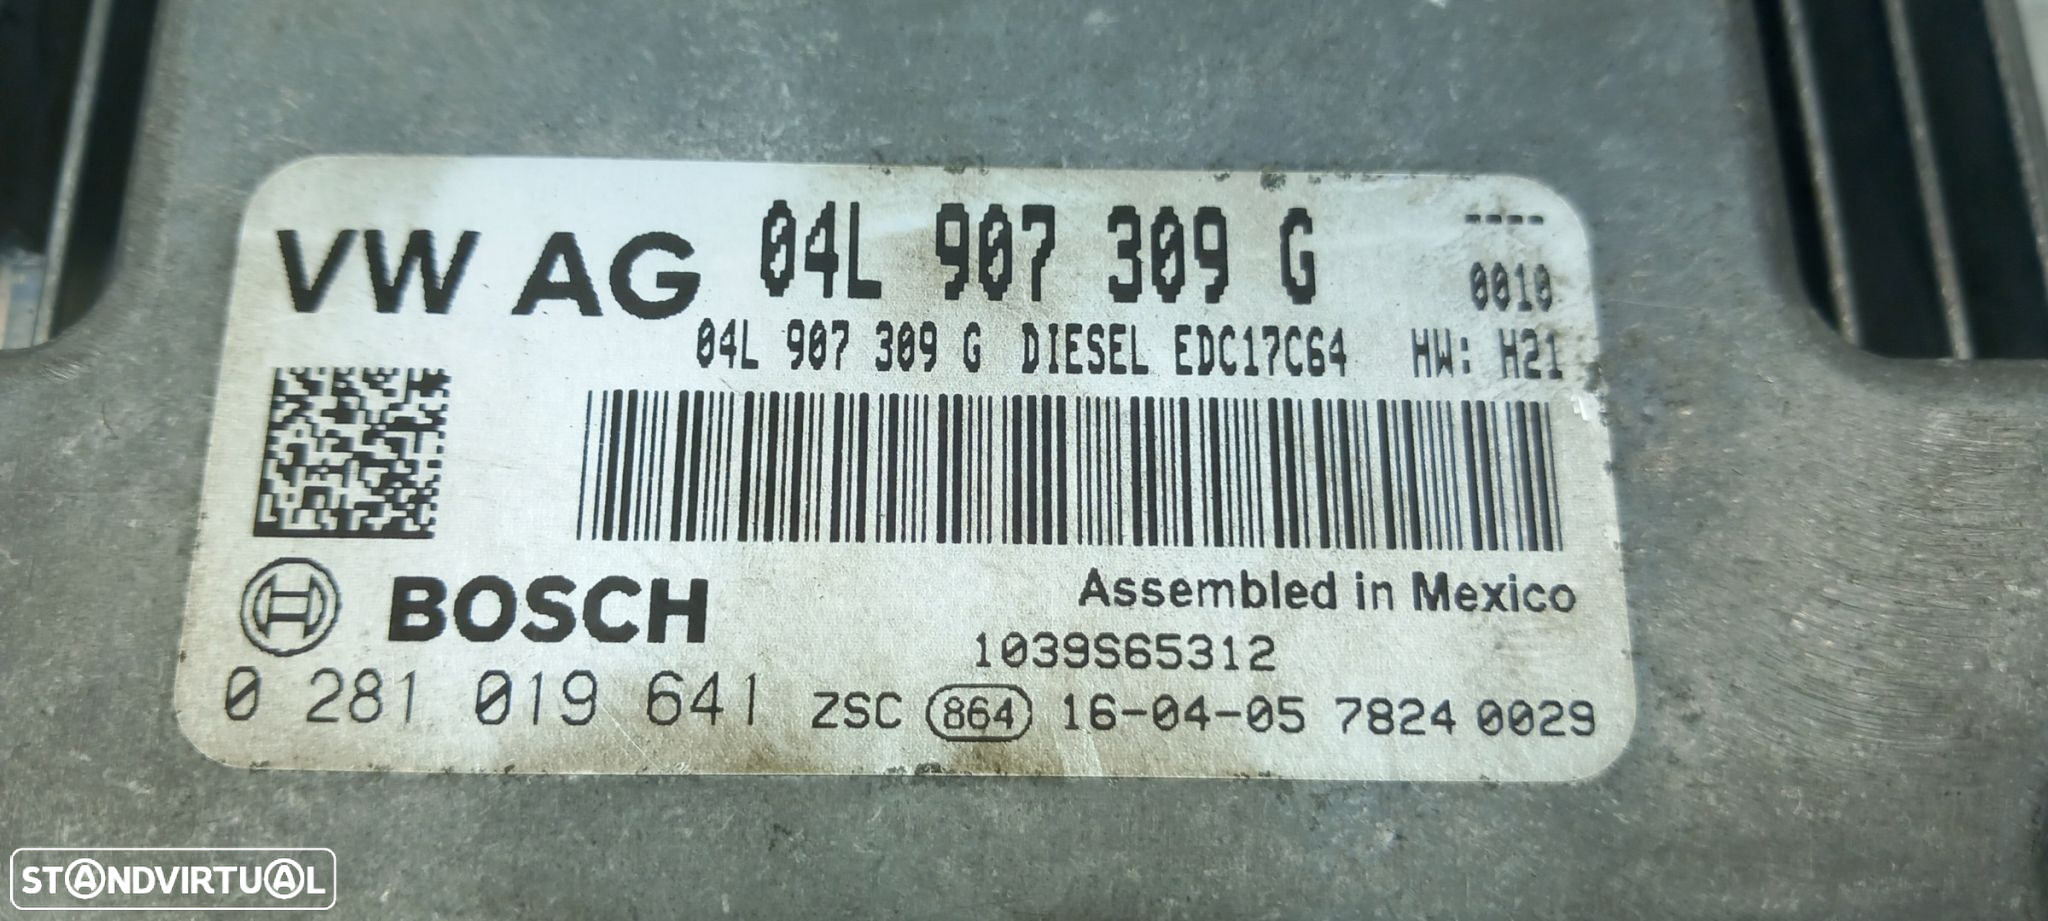 VW AG 04L 907 309 G ----
0010
04L 907 309 G DIESEL EDC17C64 HW: H21
BOSCH
Assembled in Mexico
1039S65312
0 281 019 641 ZSC 864 16-04-05 7824 0029
STANDVIRTUAL